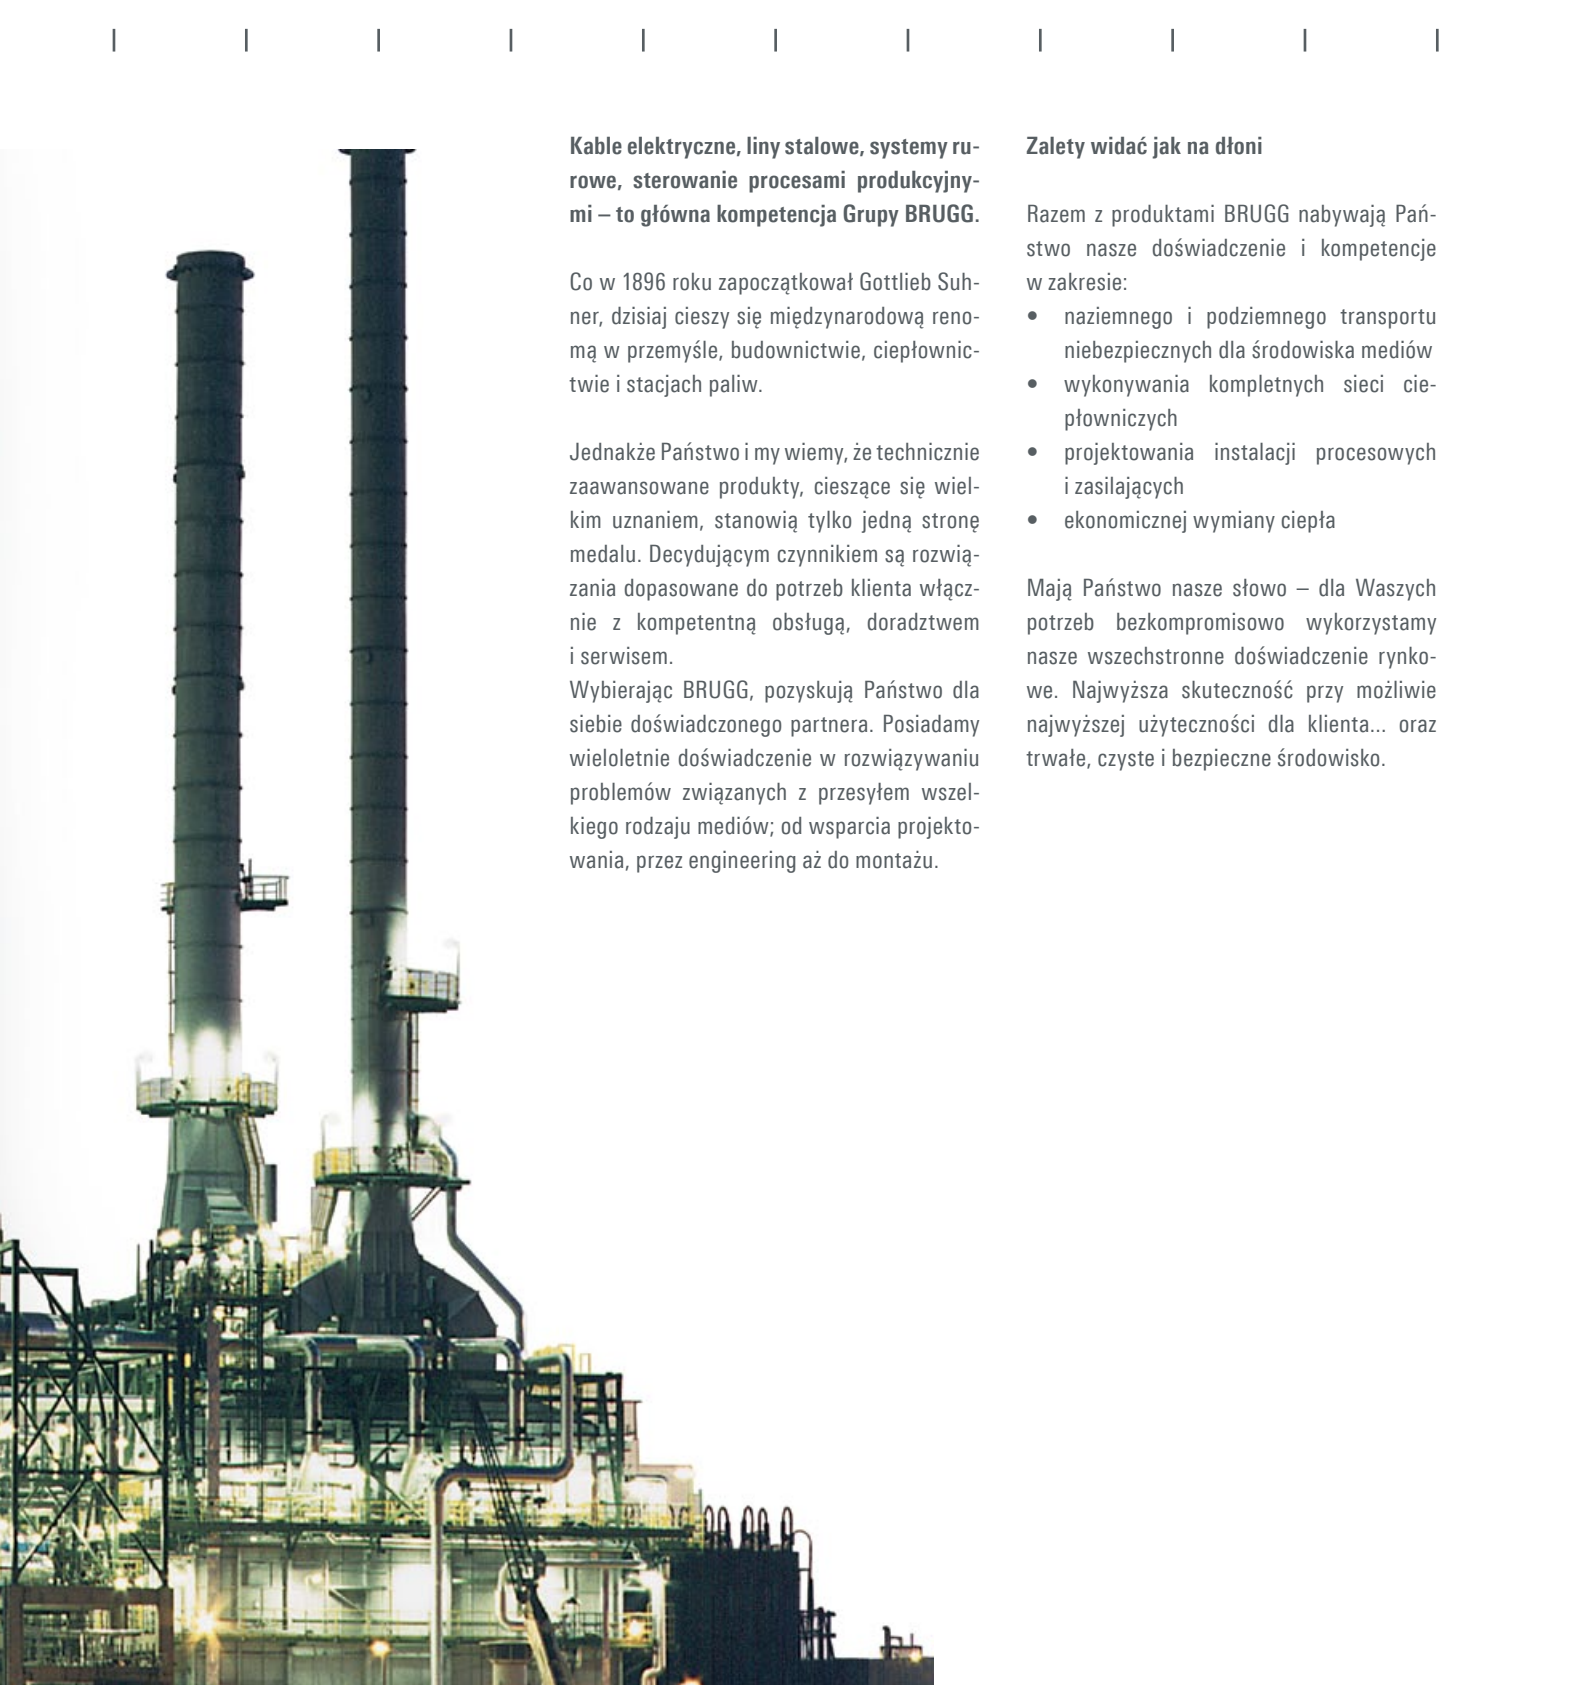 Kable elektryczne, liny stalowe, systemy ru-
rowe, sterowanie procesami produkcyjny-
mi – to główna kompetencja Grupy BRUGG.
Co w 1896 roku zapoczątkował Gottlieb Suh-
ner, dzisiaj cieszy się międzynarodową reno-
mą w przemyśle, budownictwie, ciepłownic-
twie i stacjach paliw.
Jednakże Państwo i my wiemy, że technicznie
zaawansowane produkty, cieszące się wiel-
kim uznaniem, stanowią tylko jedną stronę
medalu. Decydującym czynnikiem są rozwią-
zania dopasowane do potrzeb klienta włącz-
nie z kompetentną obsługą, doradztwem
i serwisem.
Wybierając BRUGG, pozyskują Państwo dla
siebie doświadczonego partnera. Posiadamy
wieloletnie doświadczenie w rozwiązywaniu
problemów związanych z przesyłem wszel-
kiego rodzaju mediów; od wsparcia projekto-
wania, przez engineering aż do montażu.
Zalety widać jak na dłoni
Razem z produktami BRUGG nabywają Pań-
stwo nasze doświadczenie i kompetencje
w zakresie:
• naziemnego i podziemnego transportu
niebezpiecznych dla środowiska mediów
• wykonywania kompletnych sieci cie-
płowniczych
• projektowania instalacji procesowych
i zasilających
• ekonomicznej wymiany ciepła
Mają Państwo nasze słowo – dla Waszych
potrzeb bezkompromisowo wykorzystamy
nasze wszechstronne doświadczenie rynko-
we. Najwyższa skuteczność przy możliwie
najwyższej użyteczności dla klienta... oraz
trwałe, czyste i bezpieczne środowisko.